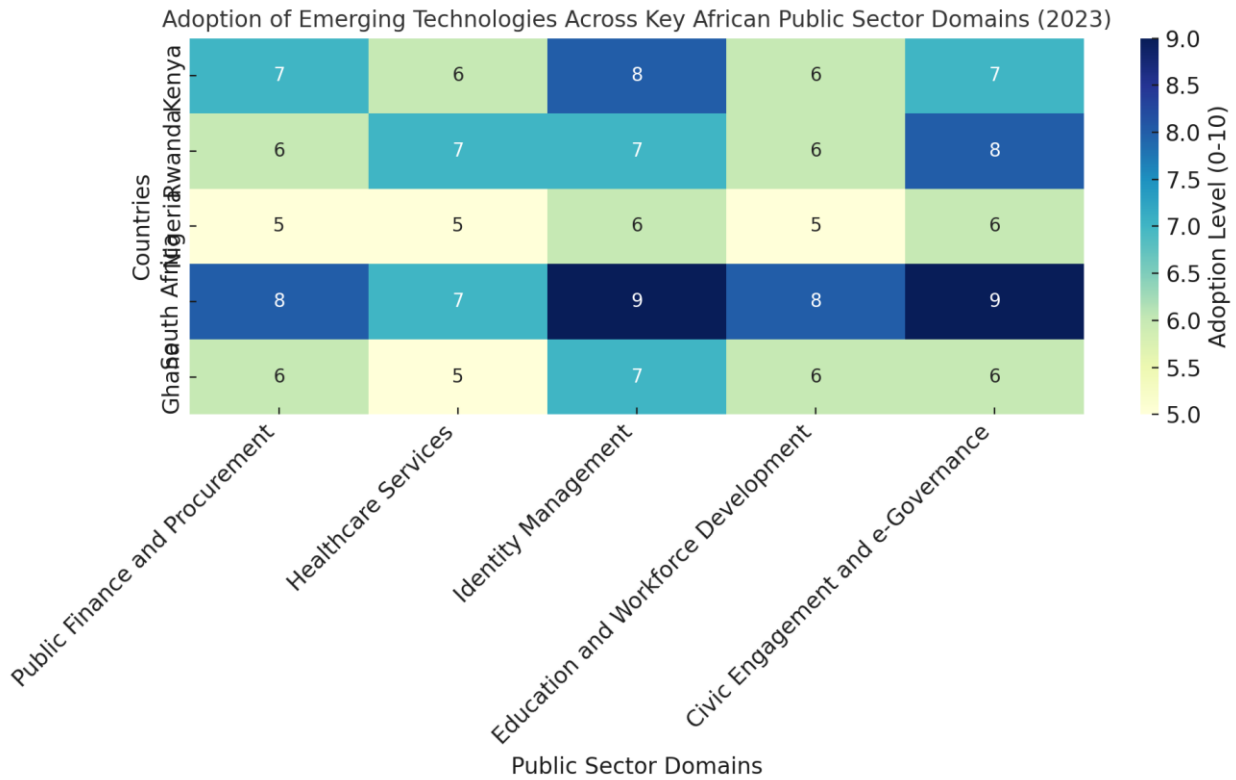 Adoption of Emerging Technologies Across Key African Public Sector Domains (2023)
Countries
Kenya
Rwanda
Nigeria
South Africa
Ghana
7 6 8 6 7
6 7 7 6 8
5 5 6 5 6
8 7 9 8 9
6 5 7 6 6
Public Finance and Procurement
Healthcare Services
Identity Management
Education and Workforce Development
Civic Engagement and e-Governance
Public Sector Domains
9.0
8.5
8.0
7.5
7.0
6.5
6.0
5.5
5.0
Adoption Level (0-10)